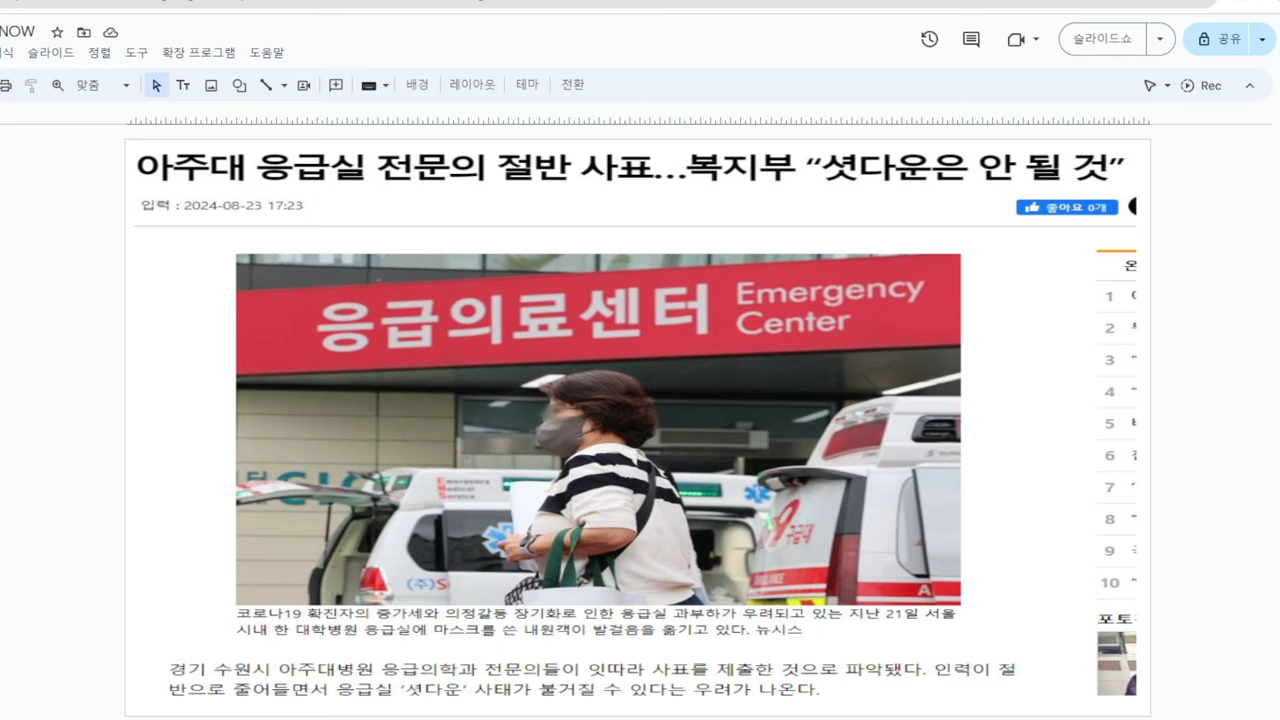 NOW
슬라이드 정렬 도구 확장 프로그램 도움말
슬라이드쇼
공유
맞춤
배경 레이아웃 테마 전환
Rec
아주대 응급실 전문의 절반 사표...복지부 “셧다운은 안 될 것”
입력 : 2024-08-23 17:23
좋아요 0개
응급의료센터
Emergency
Center
Emergency
Medical
Service
119
구급대
AMBULANCE
1
2
3
4
5
6
7
8
9
10
포토
코로나19 확진자의 증가세와 의정갈등 장기화로 인한 응급실 과부하가 우려되고 있는 지난 21일 서울
시내 한 대학병원 응급실에 마스크를 쓴 내원객이 발걸음을 옮기고 있다. 뉴시스
경기 수원시 아주대병원 응급의학과 전문의들이 잇따라 사표를 제출한 것으로 파악됐다. 인력이 절
반으로 줄어들면서 응급실 ‘셧다운’ 사태가 불거질 수 있다는 우려가 나온다.